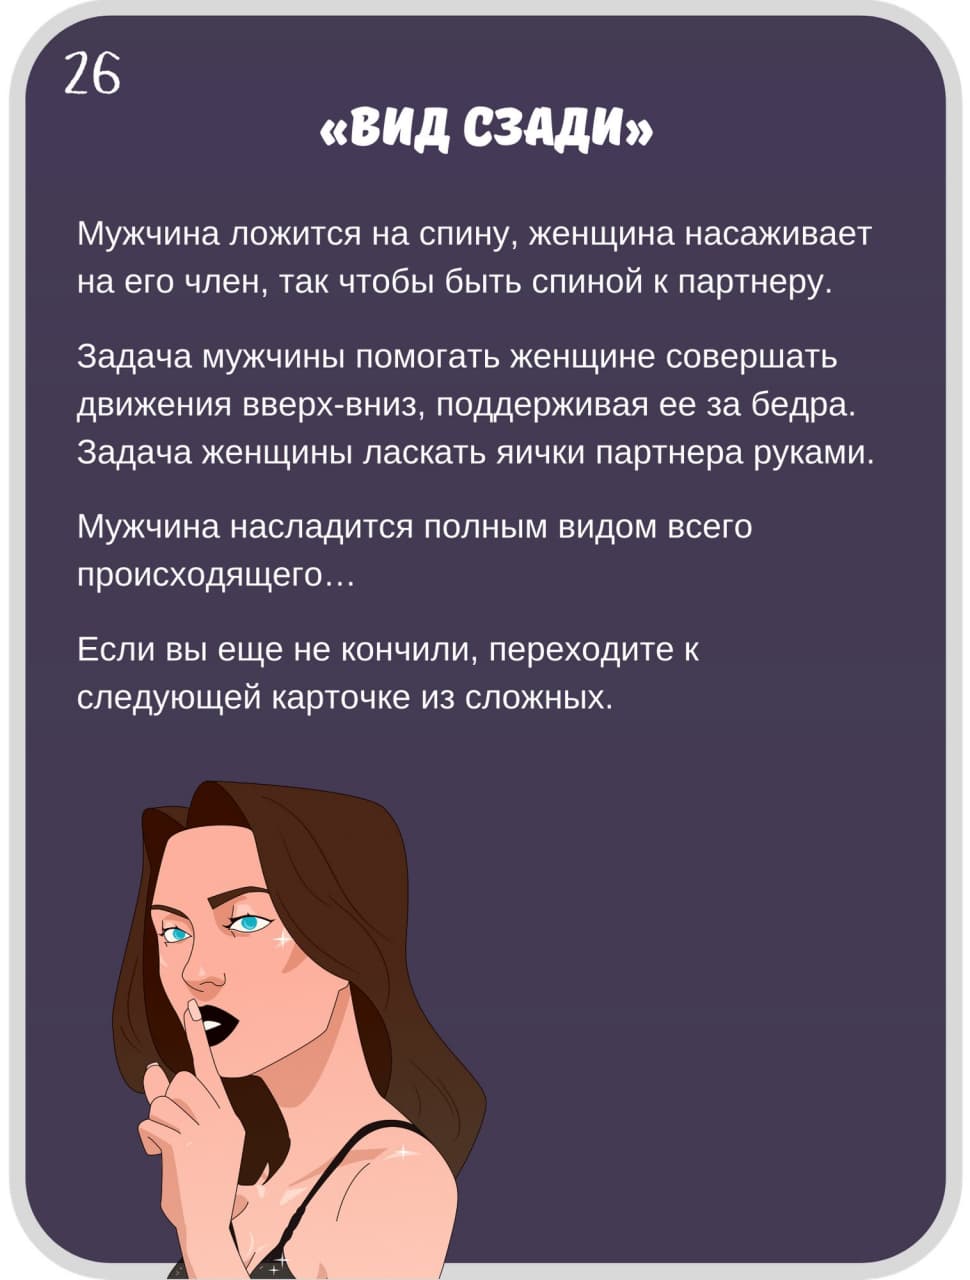 26
«ВИД СЗАДИ»
Мужчина ложится на спину, женщина насаживает
на его член, так чтобы быть спиной к партнеру.
Задача мужчины помогать женщине совершать
движения вверх-вниз, поддерживая ее за бедра.
Задача женщины ласкать яички партнера руками.
Мужчина насладится полным видом всего
происходящего…
Если вы еще не кончили, переходите к
следующей карточке из сложных.